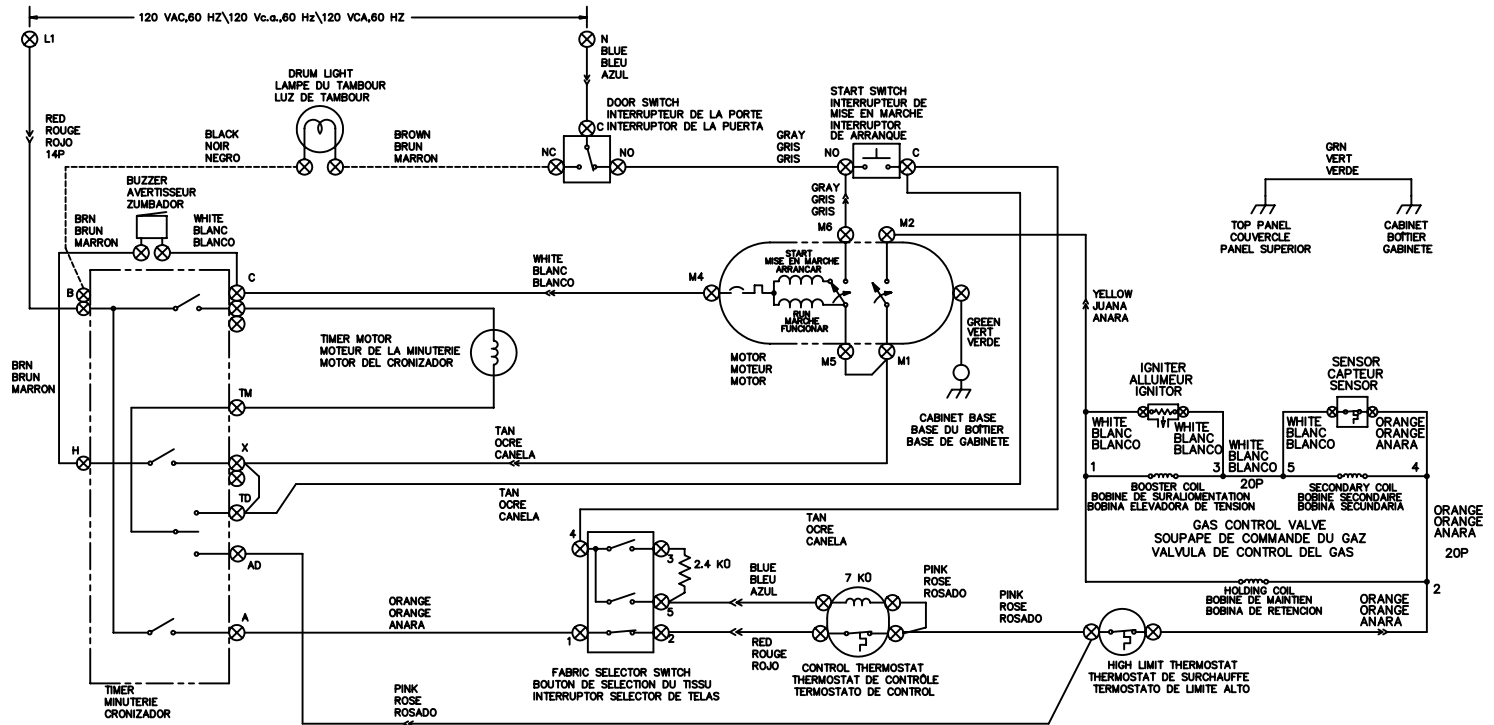 120 VAC,60 HZ\120 Vc.a.,60 Hz\120 VCA,60 HZ
L1
N
BLUE
BLEU
AZUL
RED
ROUGE
ROJO
14P
DRUM LIGHT
LAMPE DU TAMBOUR
LUZ DE TAMBOUR
BLACK
NOIR
NEGRO
BROWN
BRUN
MARRON
DOOR SWITCH
INTERRUPTEUR DE LA PORTE
INTERRUPTOR DE LA PUERTA
C
NC
NO
GRAY
GRIS
GRIS
START SWITCH
INTERRUPTEUR DE
MISE EN MARCHE
INTERRUPTOR
DE ARRANQUE
NO
C
GRN
VERT
VERDE
TOP PANEL
COUVERCLE
PANEL SUPERIOR
CABINET
BOÎTIER
GABINETE
BUZZER
AVERTISSEUR
ZUMBADOR
BRN
BRUN
MARRON
WHITE
BLANC
BLANCO
GRAY
GRIS
GRIS
M6
M2
B
C
WHITE
BLANC
BLANCO
M4
START
MISE EN MARCHE
ARRANCAR
RUN
MARCHE
FUNCIONAR
M5
M1
MOTOR
MOTEUR
MOTOR
GREEN
VERT
VERDE
CABINET BASE
BASE DU BOÎTIER
BASE DE GABINETE
YELLOW
JUANA
ANARA
TIMER MOTOR
MOTEUR DE LA MINUTERIE
MOTOR DEL CRONIZADOR
BRN
BRUN
MARRON
TM
H
X
TD
AD
A
TAN
OCRE
CANELA
TAN
OCRE
CANELA
TAN
OCRE
CANELA
IGNITER
ALLUMEUR
IGNITOR
SENSOR
CAPTEUR
SENSOR
WHITE
BLANC
BLANCO
WHITE
BLANC
BLANCO
WHITE
BLANC
BLANCO
20P
WHITE
BLANC
BLANCO
ORANGE
ORANGE
ANARA
1
3
5
4
BOOSTER COIL
BOBINE DE SURALIOMENTATION
BOBINA ELEVADORA DE TENSION
SECONDARY COIL
BOBINE SECONDAIRE
BOBINA SECUNDARIA
GAS CONTROL VALVE
SOUPAPE DE COMMANDE DU GAZ
VALVULA DE CONTROL DEL GAS
ORANGE
ORANGE
ANARA
20P
HOLDING COIL
BOBINE DE MAINTIEN
BOBINA DE RETENCION
2
ORANGE
ORANGE
ANARA
4
3
2.4 KΩ
5
1
2
BLUE
BLEU
AZUL
7 KΩ
PINK
ROSE
ROSADO
PINK
ROSE
ROSADO
ORANGE
ORANGE
ANARA
RED
ROUGE
ROJO
FABRIC SELECTOR SWITCH
BOUTON DE SELECTION DU TISSU
INTERRUPTOR SELECTOR DE TELAS
CONTROL THERMOSTAT
THERMOSTAT DE CONTRÔLE
TERMOSTATO DE CONTROL
HIGH LIMIT THERMOSTAT
THERMOSTAT DE SURCHAUFFE
TERMOSTATO DE LIMITE ALTO
TIMER
MINUTERIE
CRONIZADOR
PINK
ROSE
ROSADO